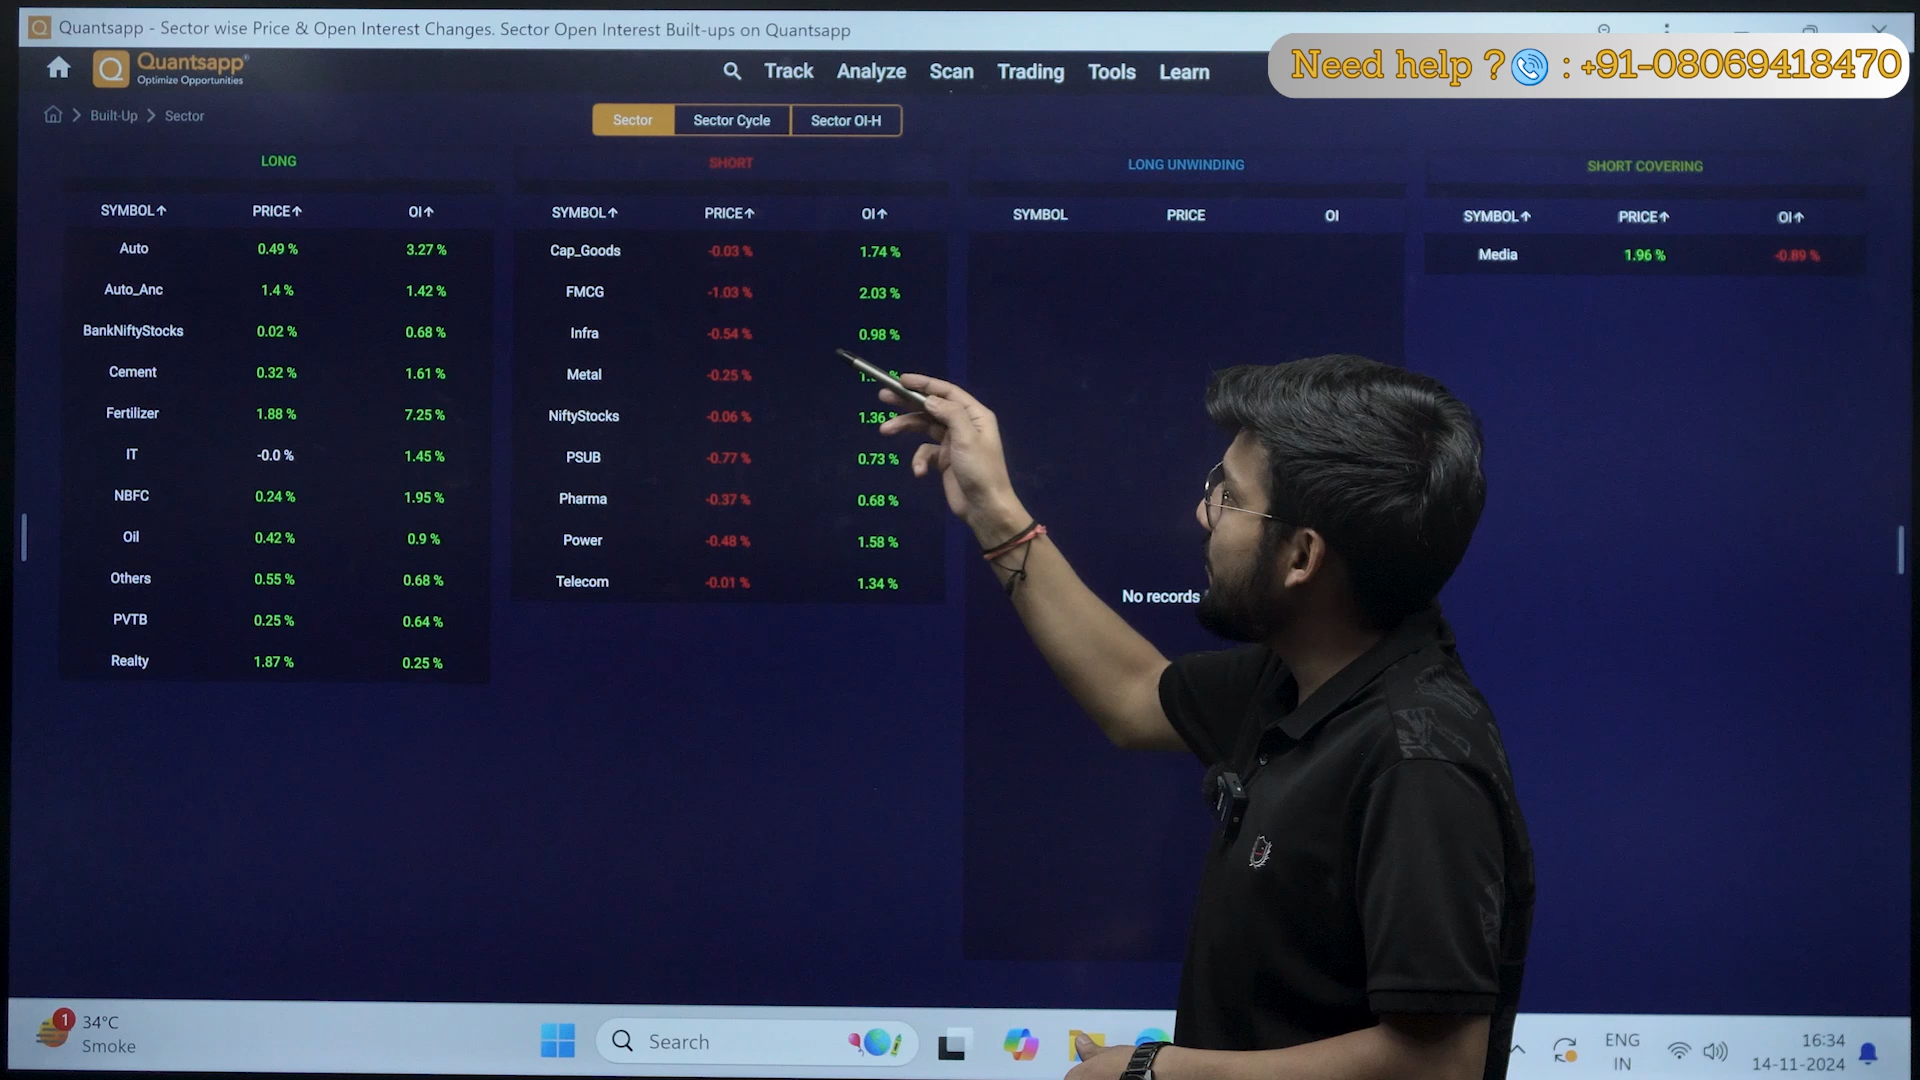 Quantsapp - Sector wise Price & Open Interest Changes. Sector Open Interest Built-ups on Quantsapp
Need help ? : +91-08069418470
Quantsapp®
Optimize Opportunities
Track Analyze Scan Trading Tools Learn
Built-Up > Sector
Sector Sector Cycle Sector OI-H
LONG
SYMBOL↑ PRICE↑ OI↑
Auto 0.49 % 3.27 %
Auto_Anc 1.4 % 1.42 %
BankNiftyStocks 0.02 % 0.68 %
Cement 0.32 % 1.61 %
Fertilizer 1.88 % 7.25 %
IT -0.0 % 1.45 %
NBFC 0.24 % 1.95 %
Oil 0.42 % 0.9 %
Others 0.55 % 0.68 %
PVTB 0.25 % 0.64 %
Realty 1.87 % 0.25 %
SHORT
SYMBOL↑ PRICE↑ OI↑
Cap_Goods -0.03 % 1.74 %
FMCG -1.03 % 2.03 %
Infra -0.54 % 0.98 %
Metal -0.25 %
NiftyStocks -0.06 % 1.36 %
PSUB -0.77 % 0.73 %
Pharma -0.37 % 0.68 %
Power -0.48 % 1.58 %
Telecom -0.01 % 1.34 %
LONG UNWINDING
SYMBOL PRICE OI
No records
SHORT COVERING
SYMBOL↑ PRICE↑ OI↑
Media 1.96 % -0.89 %
1
34°C
Smoke
Search
ENG
IN
16:34
14-11-2024